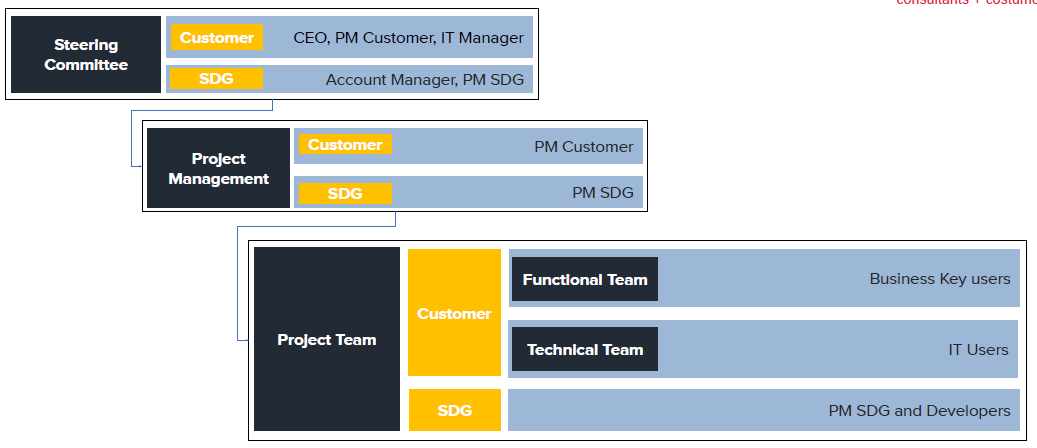 consultants + costume
Steering
Committee
Customer
CEO, PM Customer, IT Manager
SDG
Account Manager, PM SDG
Project
Management
Customer
PM Customer
SDG
PM SDG
Project Team
Customer
Functional Team
Business Key users
Technical Team
IT Users
SDG
PM SDG and Developers